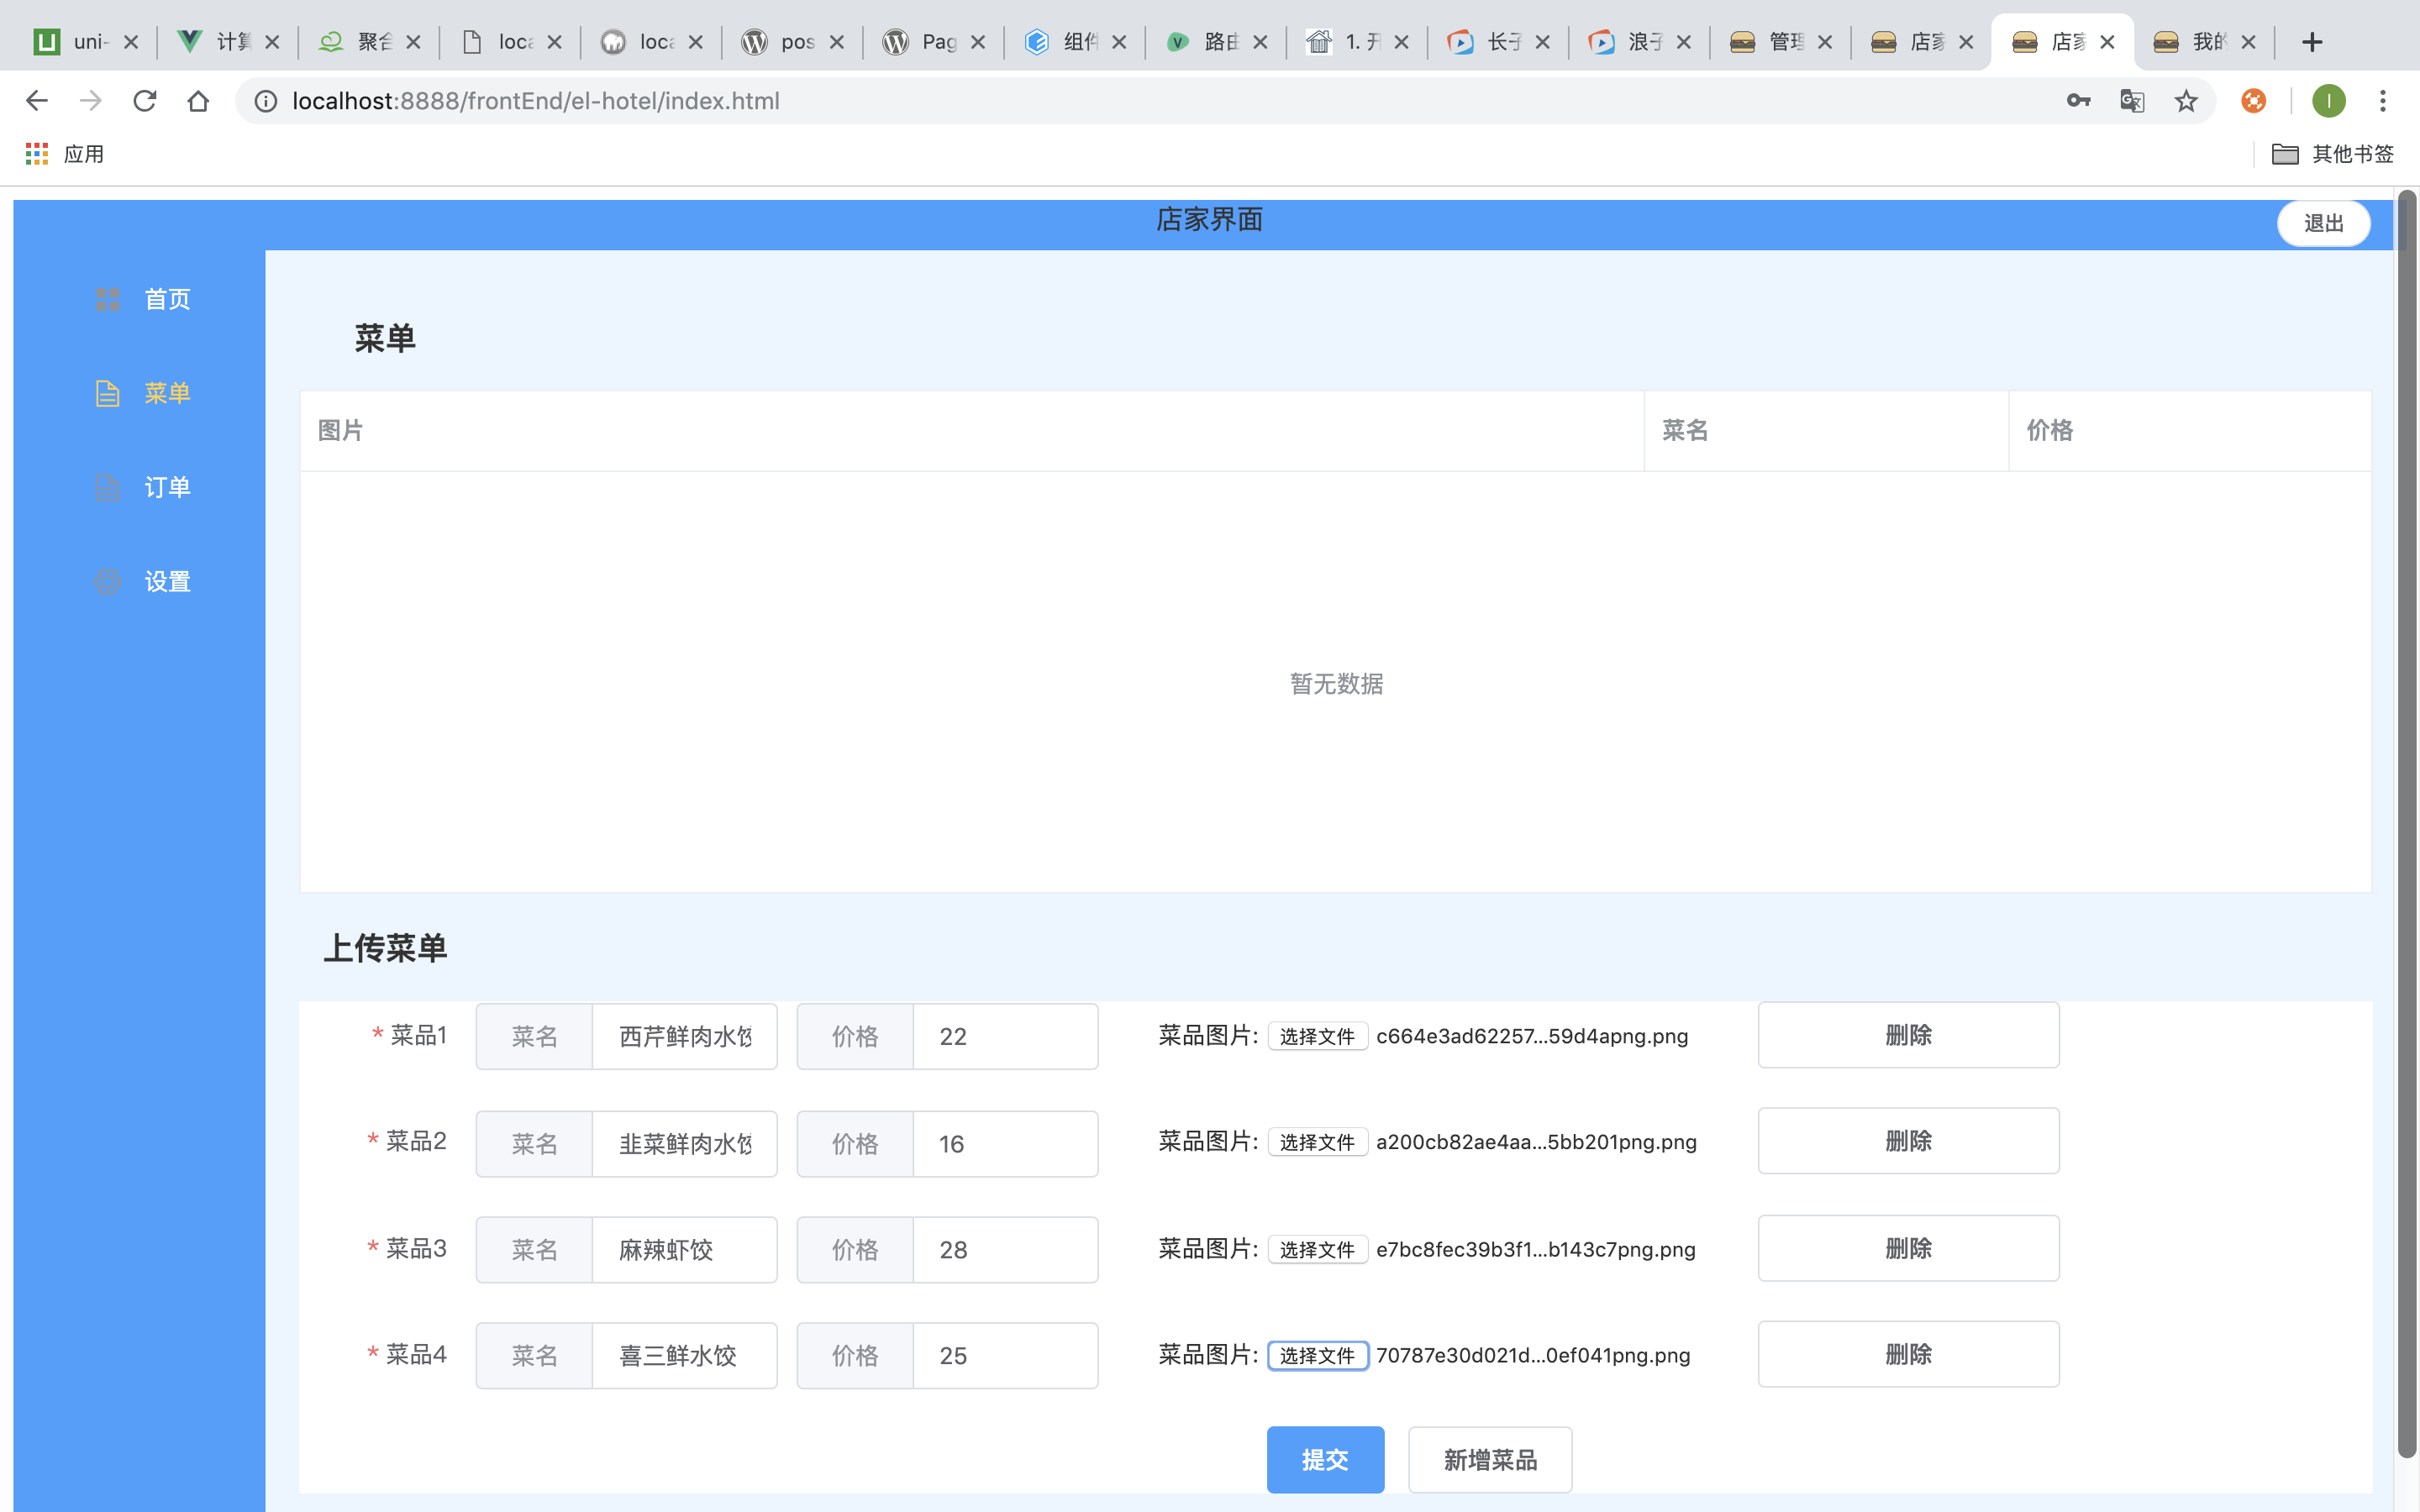 uni-
计算
聚合
loca
loca
pos
Pag
组件
路由
1. 开
长子
浪子
管理
店家
店家
我的
localhost:8888/frontEnd/el-hotel/index.html
应用
其他书签
店家界面
退出
首页
菜单
订单
设置
菜单
图片 菜名 价格
暂无数据
上传菜单
* 菜品1 菜名 西芹鲜肉水饺 价格 22 菜品图片: 选择文件 c664e3ad62257...59d4apng.png 删除
* 菜品2 菜名 韭菜鲜肉水饺 价格 16 菜品图片: 选择文件 a200cb82ae4aa...5bb201png.png 删除
* 菜品3 菜名 麻辣虾饺 价格 28 菜品图片: 选择文件 e7bc8fec39b3f1...b143c7png.png 删除
* 菜品4 菜名 喜三鲜水饺 价格 25 菜品图片: 选择文件 70787e30d021d...0ef041png.png 删除
提交 新增菜品